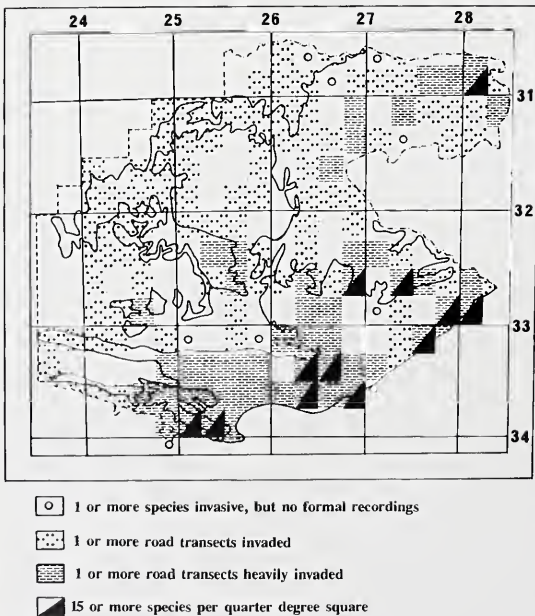 24 25 26 27 28
31
32
33
34
1 or more species invasive, but no formal recordings
1 or more road transects invaded
1 or more road transects heavily invaded
15 or more species per quarter degree square